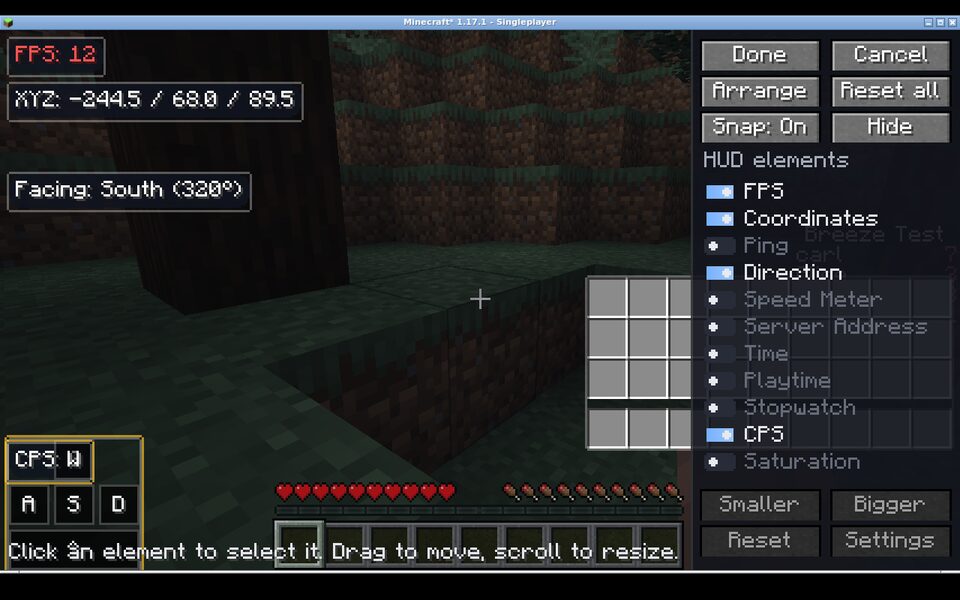 Minecraft* 1.17.1 - Singleplayer
FPS: 12
XYZ: -244.5 / 68.0 / 89.5
Facing: South (320°)
CPS: W
A S D
Click an element to select it. Drag to move, scroll to resize.
Done Cancel
Arrange Reset all
Snap: On Hide
HUD elements
FPS
Coordinates
Breeze Test
Ping
carl
Direction
Speed Meter
Server Address
Time
Playtime
Stopwatch
CPS
Saturation
Smaller Bigger
Reset Settings